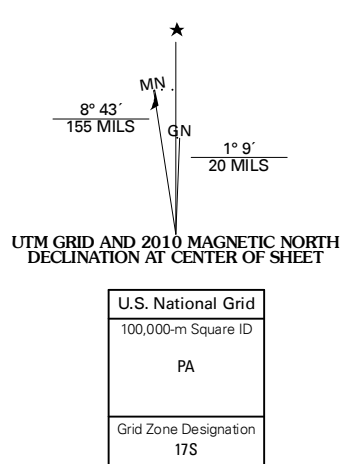 MN
GN
8° 43´
155 MILS
1° 9´
20 MILS
UTM GRID AND 2010 MAGNETIC NORTH
DECLINATION AT CENTER OF SHEET
U.S. National Grid
100,000-m Square ID
PA
Grid Zone Designation
17S